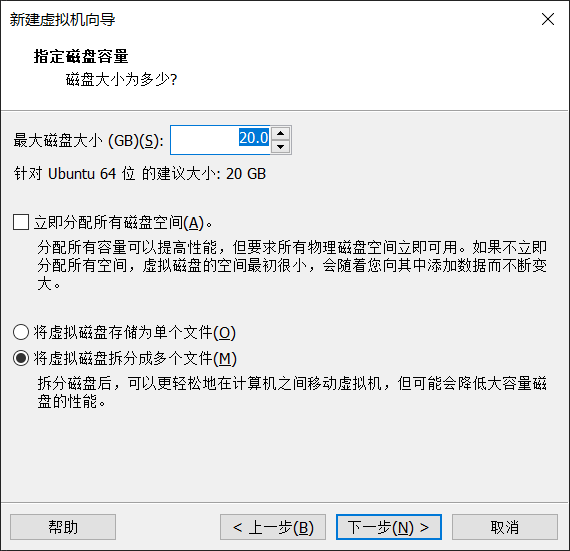 新建虚拟机向导
指定磁盘容量
磁盘大小为多少?
最大磁盘大小 (GB)(S): 20.0
针对 Ubuntu 64 位 的建议大小: 20 GB
立即分配所有磁盘空间(A)。
分配所有容量可以提高性能，但要求所有物理磁盘空间立即可用。如果不立即
分配所有空间，虚拟磁盘的空间最初很小，会随着您向其中添加数据而不断变
大。
将虚拟磁盘存储为单个文件(O)
将虚拟磁盘拆分成多个文件(M)
拆分磁盘后，可以更轻松地在计算机之间移动虚拟机，但可能会降低大容量磁
盘的性能。
帮助 < 上一步(B) 下一步(N) > 取消